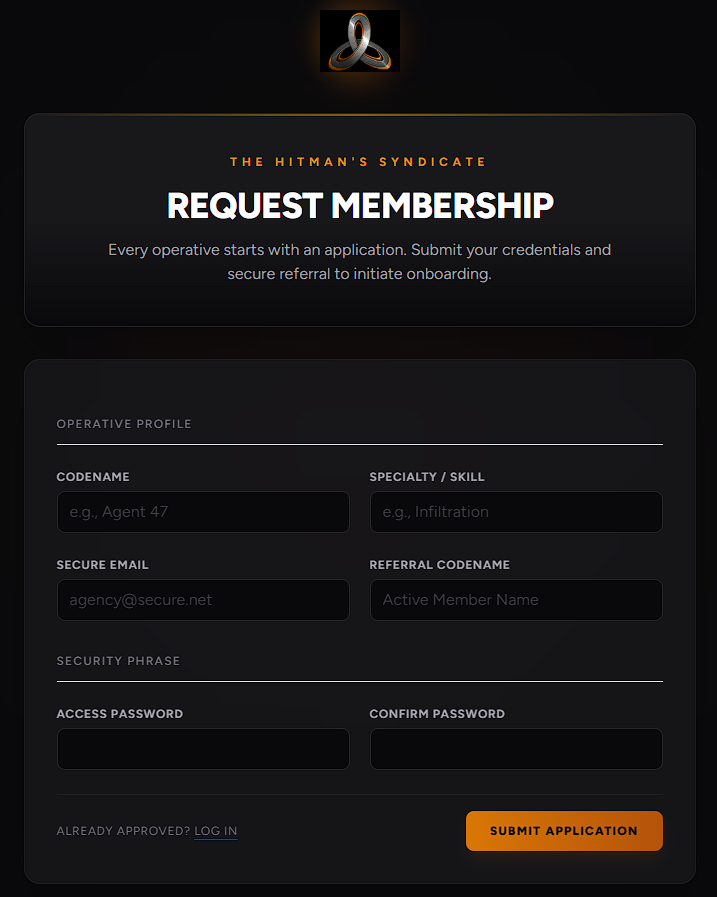 THE HITMAN'S SYNDICATE
REQUEST MEMBERSHIP
Every operative starts with an application. Submit your credentials and
secure referral to initiate onboarding.
OPERATIVE PROFILE
CODENAME
e.g., Agent 47
SPECIALTY / SKILL
e.g., Infiltration
SECURE EMAIL
agency@secure.net
REFERRAL CODENAME
Active Member Name
SECURITY PHRASE
ACCESS PASSWORD
CONFIRM PASSWORD
ALREADY APPROVED? LOG IN
SUBMIT APPLICATION